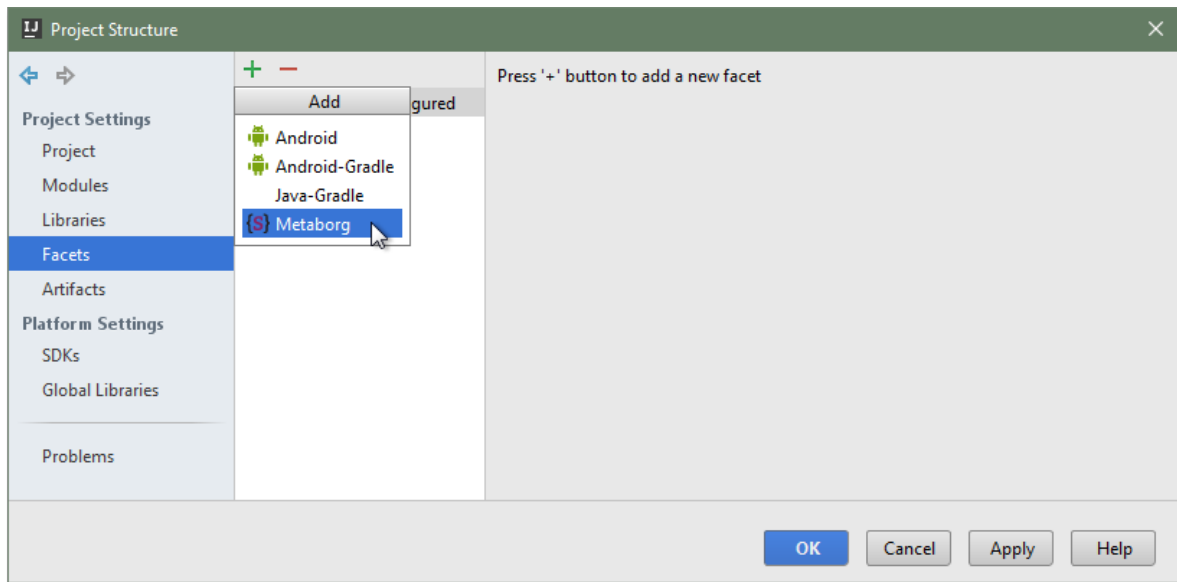 IJ Project Structure
Project Settings
Project
Modules
Libraries
Facets
Artifacts
Platform Settings
SDKs
Global Libraries
Problems
Add
gured
Android
Android-Gradle
Java-Gradle
{S} Metaborg
Press '+' button to add a new facet
OK
Cancel
Apply
Help